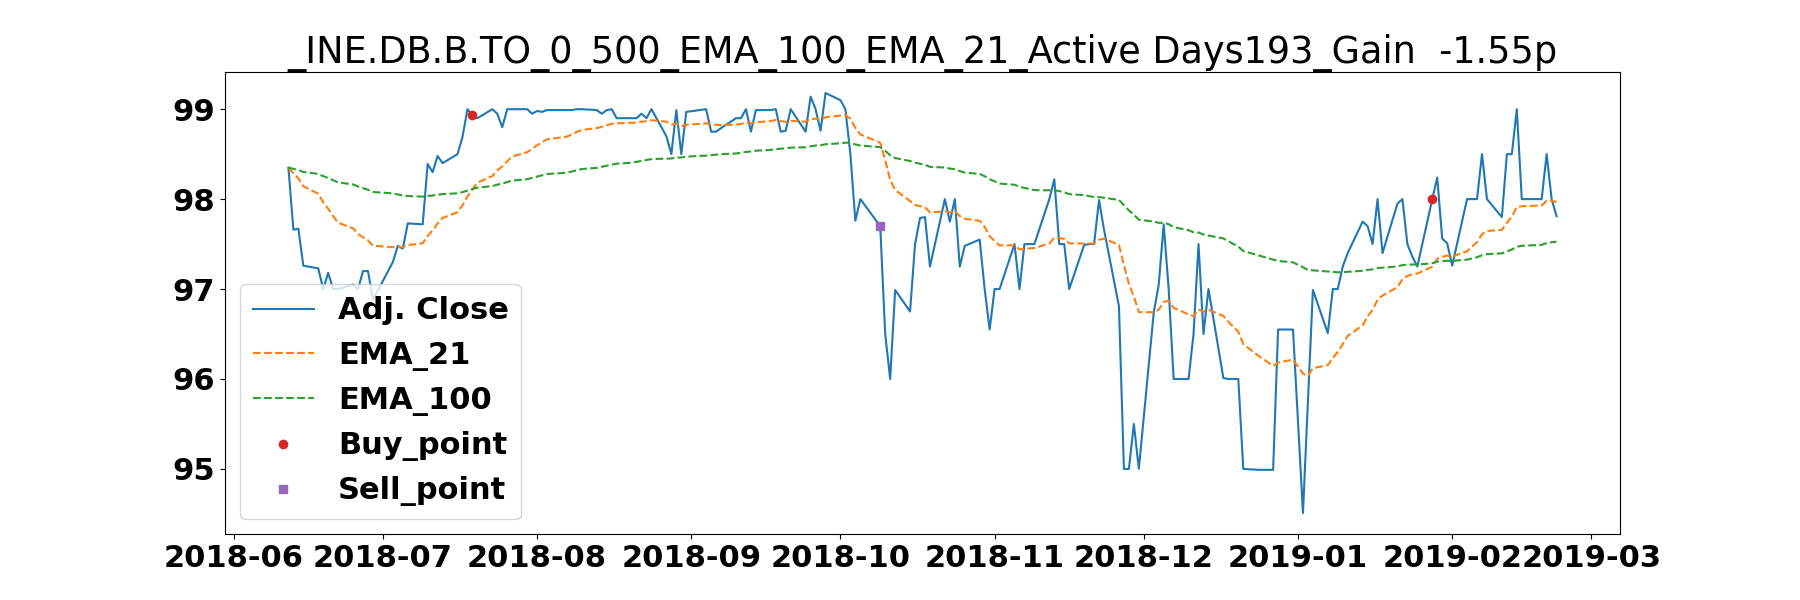 _INE.DB.B.TO_0_500_EMA_100_EMA_21_Active Days193_Gain  -1.55p
99
98
97
96
95
Adj. Close
EMA_21
EMA_100
Buy_point
Sell_point
2018-06 2018-07 2018-08 2018-09 2018-10 2018-11 2018-12 2019-01 2019-02 2019-03